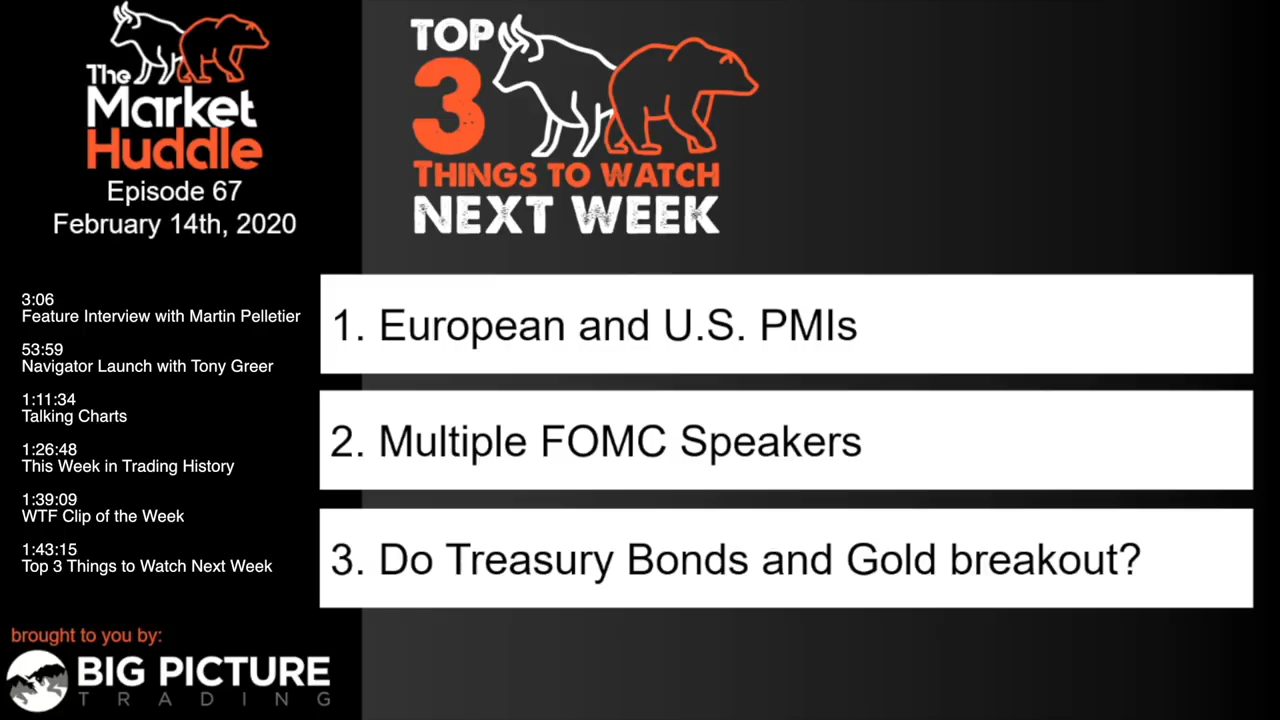 The
Market
Huddle
Episode 67
February 14th, 2020
3:06
Feature Interview with Martin Pelletier
53:59
Navigator Launch with Tony Greer
1:11:34
Talking Charts
1:26:48
This Week in Trading History
1:39:09
WTF Clip of the Week
1:43:15
Top 3 Things to Watch Next Week
brought to you by:
BIG PICTURE
TRADING
TOP
3
THINGS TO WATCH
NEXT WEEK
1. European and U.S. PMIs
2. Multiple FOMC Speakers
3. Do Treasury Bonds and Gold breakout?